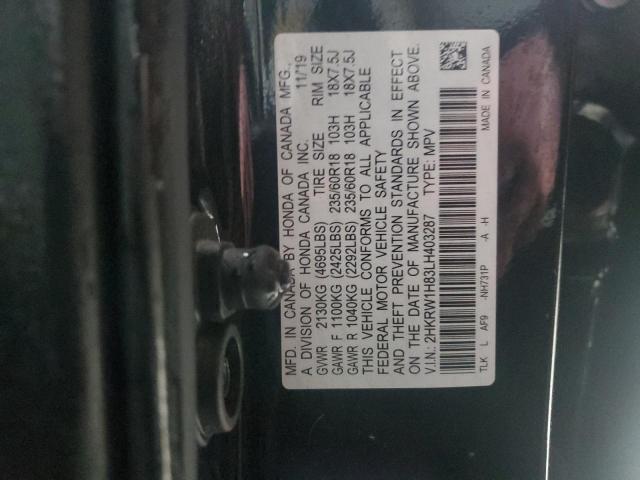 MFD. IN CANADA BY HONDA OF CANADA MFG.,
A DIVISION OF HONDA CANADA INC. 11/19
TIRE SIZE RIM SIZE
GVWR 2130KG (4695LBS)
GAWR F 1100KG (2425LBS) 235/60R18 103H 18X7.5J
GAWR R 1040KG (2292LBS) 235/60R18 103H 18X7.5J
THIS VEHICLE CONFORMS TO ALL APPLICABLE
FEDERAL MOTOR VEHICLE SAFETY
AND THEFT PREVENTION STANDARDS IN EFFECT
ON THE DATE OF MANUFACTURE SHOWN ABOVE.
V.I.N.: 2HKRW1H83LH403287 TYPE: MPV
TLK L AF9 -NH731P -A -H MADE IN CANADA